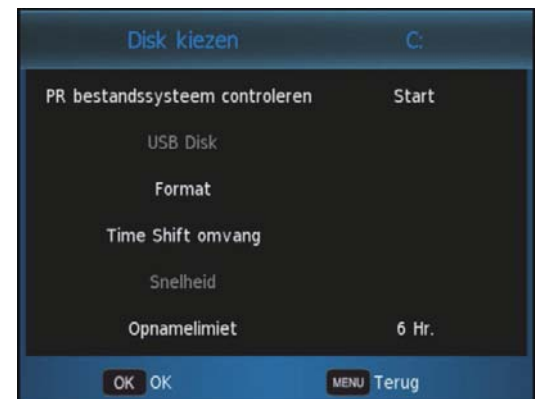 Disk kiezen C:
PR bestandssysteem controleren Start
USB Disk
Format
Time Shift omvang
Snelheid
Opnamelimiet 6 Hr.
OK OK MENU Terug